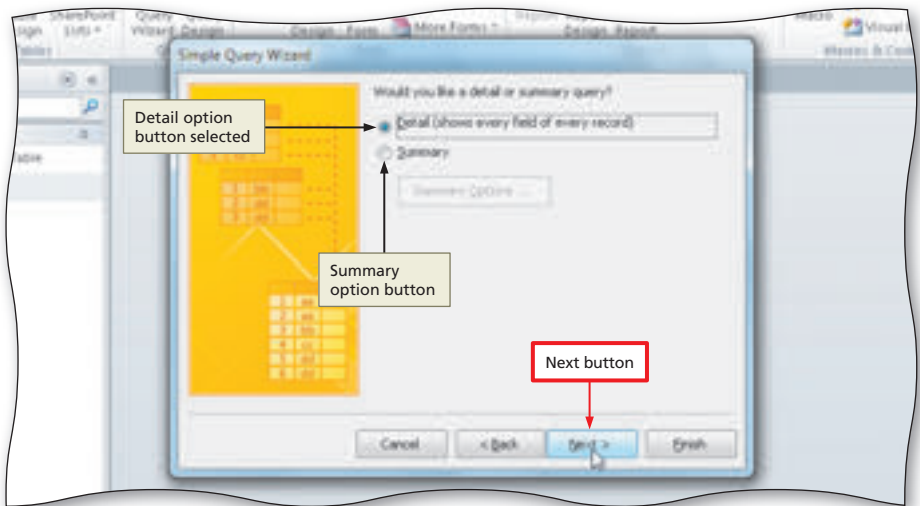 SharePoint
Lists
Query
Wizard Design
Design Form
More Forms
Design Report
Macro
Simple Query Wizard
Would you like a detail or summary query?
Detail option
button selected
Detail (shows every field of every record)
Summary
Summary Options ...
Summary
option button
Next button
Cancel
< Back
Next >
Finish